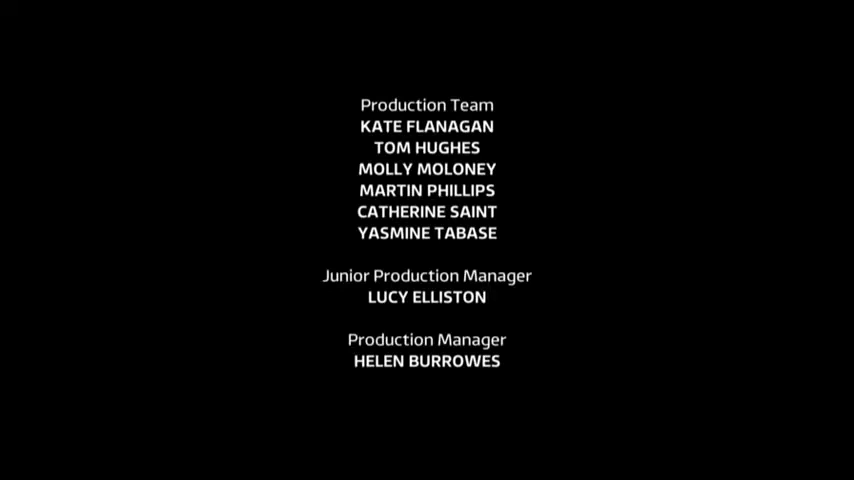 Production Team
KATE FLANAGAN
TOM HUGHES
MOLLY MOLONEY
MARTIN PHILLIPS
CATHERINE SAINT
YASMINE TABASE
Junior Production Manager
LUCY ELLISTON
Production Manager
HELEN BURROWES